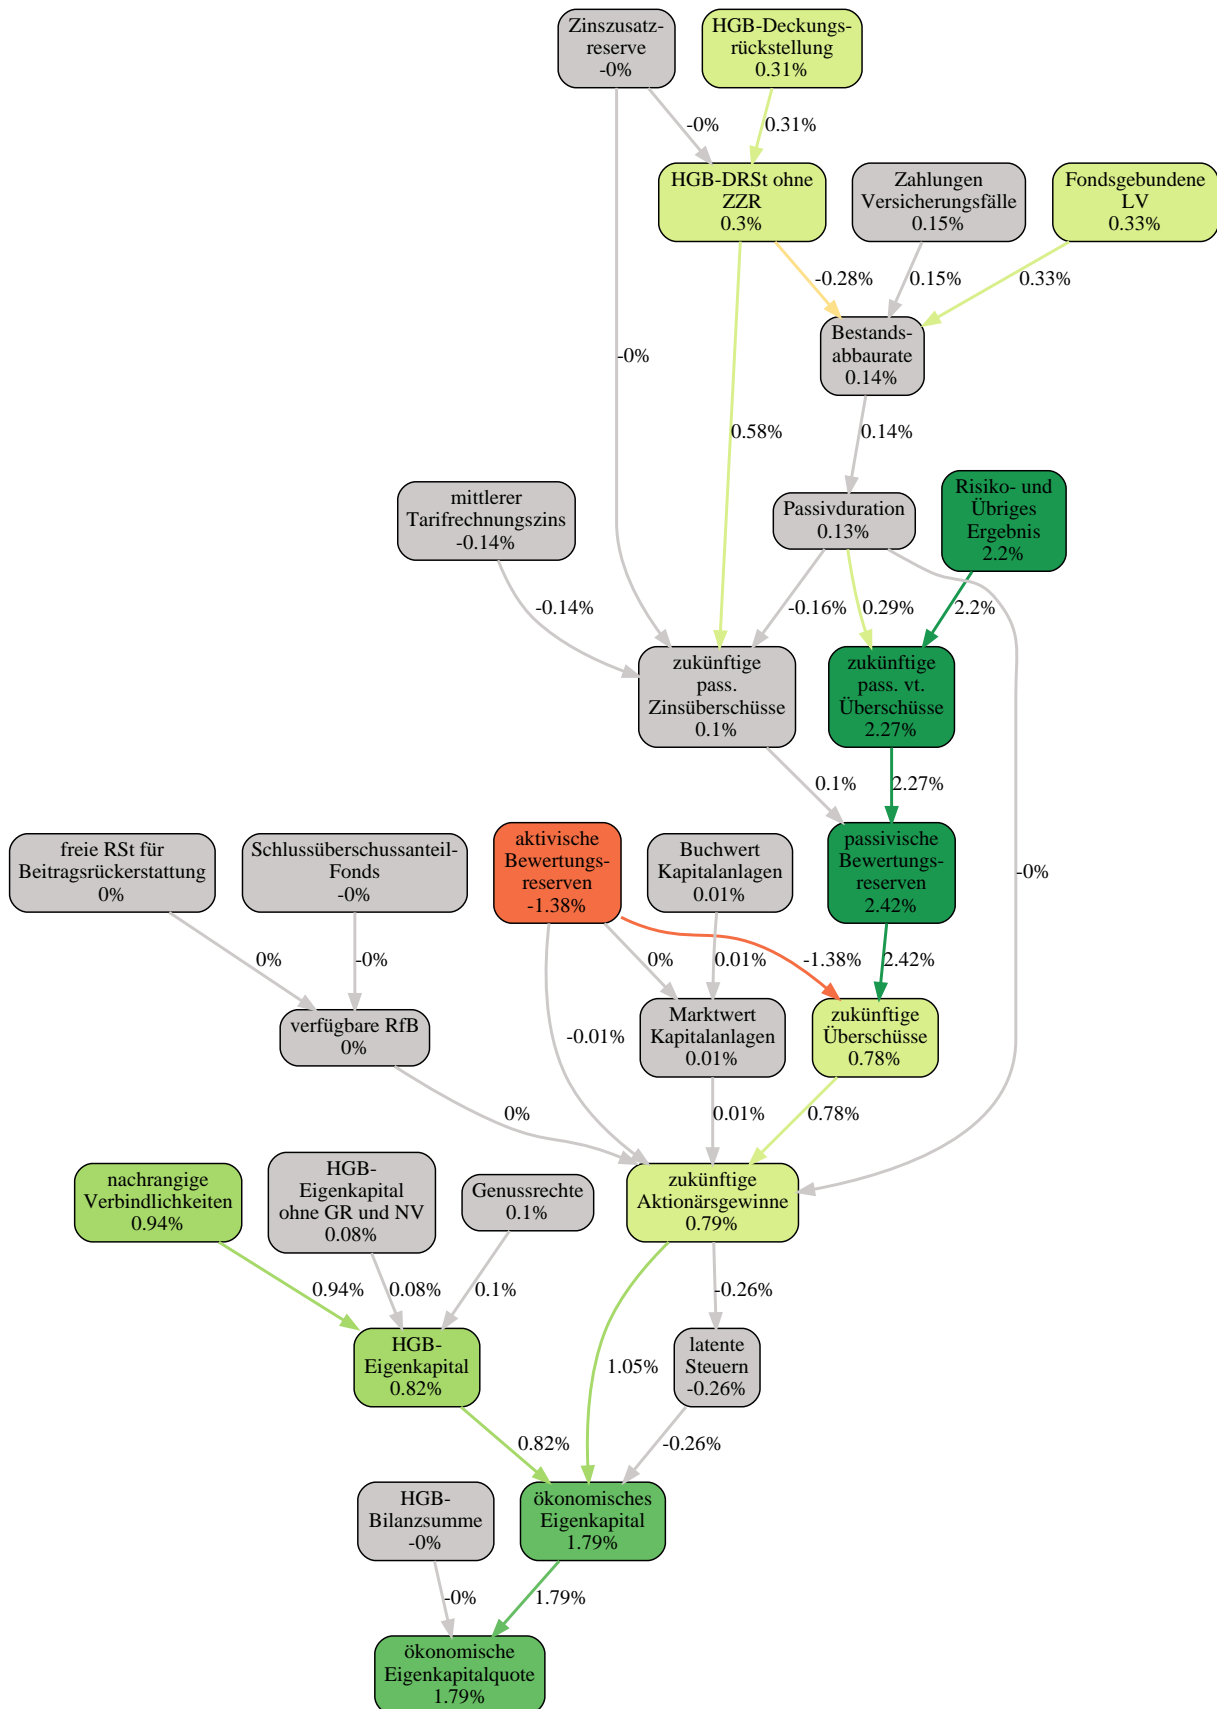 Zinszusatz-
reserve
-0%
HGB-Deckungs-
rückstellung
0.31%
-0%
0.31%
HGB-DRSt ohne
ZZR
0.3%
Zahlungen
Versicherungsfälle
0.15%
Fondsgebundene
LV
0.33%
-0.28%
0.15%
0.33%
-0%
Bestands-
abbaurate
0.14%
0.58%
0.14%
mittlerer
Tarifrechnungszins
-0.14%
Passivduration
0.13%
Risiko- und
Übriges
Ergebnis
2.2%
-0.14%
-0.16%
0.29%
2.2%
zukünftige
pass.
Zinsüberschüsse
0.1%
zukünftige
pass. vt.
Überschüsse
2.27%
0.1%
2.27%
freie RSt für
Beitragsrückerstattung
0%
Schlussüberschussanteil-
Fonds
-0%
aktivische
Bewertungs-
reserven
-1.38%
Buchwert
Kapitalanlagen
0.01%
passivische
Bewertungs-
reserven
2.42%
-0%
0%
-0%
0%
0.01%
-1.38%
2.42%
verfügbare RfB
0%
-0.01%
Marktwert
Kapitalanlagen
0.01%
zukünftige
Überschüsse
0.78%
0%
0.01%
0.78%
nachrangige
Verbindlichkeiten
0.94%
HGB-
Eigenkapital
ohne GR und NV
0.08%
Genussrechte
0.1%
zukünftige
Aktionärsgewinne
0.79%
0.94%
0.08%
0.1%
-0.26%
HGB-
Eigenkapital
0.82%
1.05%
latente
Steuern
-0.26%
0.82%
-0.26%
HGB-
Bilanzsumme
-0%
ökonomisches
Eigenkapital
1.79%
-0%
1.79%
ökonomische
Eigenkapitalquote
1.79%